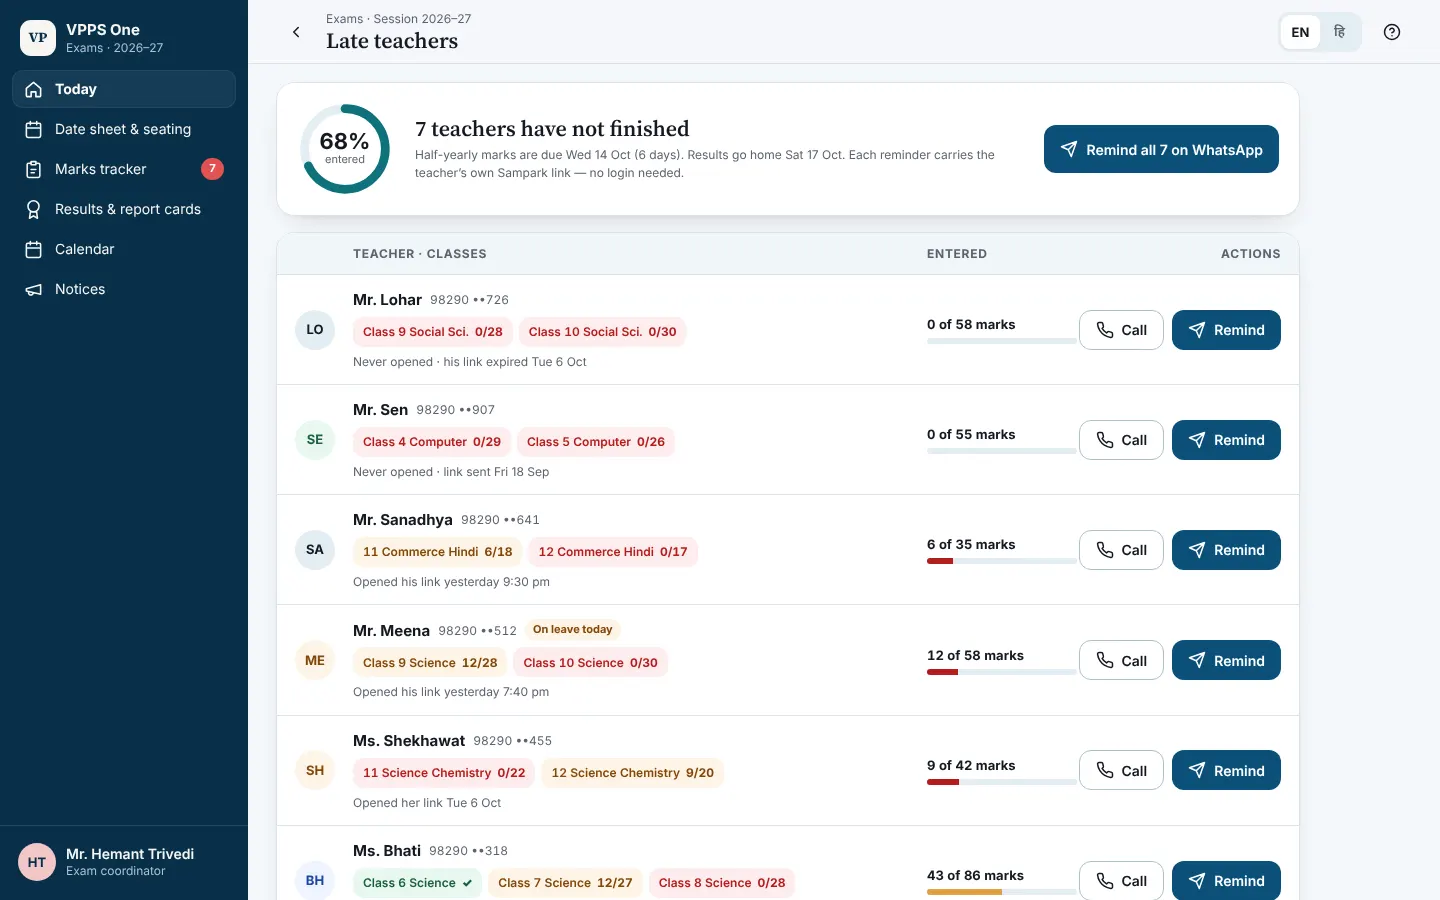 VP
VPPS One
Exams · 2026–27
Today
Date sheet & seating
Marks tracker
7
Results & report cards
Calendar
Notices
HT
Mr. Hemant Trivedi
Exam coordinator
Exams · Session 2026–27
Late teachers
EN
हि
68%
entered
7 teachers have not finished
Half-yearly marks are due Wed 14 Oct (6 days). Results go home Sat 17 Oct. Each reminder carries the
teacher’s own Sampark link — no login needed.
Remind all 7 on WhatsApp
TEACHER · CLASSES
ENTERED
ACTIONS
LO
Mr. Lohar 98290 ••726
Class 9 Social Sci. 0/28
Class 10 Social Sci. 0/30
Never opened · his link expired Tue 6 Oct
0 of 58 marks
Call
Remind
SE
Mr. Sen 98290 ••907
Class 4 Computer 0/29
Class 5 Computer 0/26
Never opened · link sent Fri 18 Sep
0 of 55 marks
Call
Remind
SA
Mr. Sanadhya 98290 ••641
11 Commerce Hindi 6/18
12 Commerce Hindi 0/17
Opened his link yesterday 9:30 pm
6 of 35 marks
Call
Remind
ME
Mr. Meena 98290 ••512 On leave today
Class 9 Science 12/28
Class 10 Science 0/30
Opened his link yesterday 7:40 pm
12 of 58 marks
Call
Remind
SH
Ms. Shekhawat 98290 ••455
11 Science Chemistry 0/22
12 Science Chemistry 9/20
Opened her link Tue 6 Oct
9 of 42 marks
Call
Remind
BH
Ms. Bhati 98290 ••318
Class 6 Science ✓
Class 7 Science 12/27
Class 8 Science 0/28
43 of 86 marks
Call
Remind